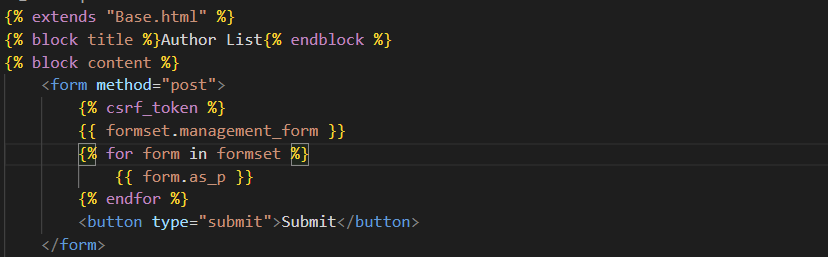 {% extends "Base.html" %}
{% block title %}Author List{% endblock %}
{% block content %}
<form method="post">
{% csrf_token %}
{{ formset.management_form }}
{% for form in formset %}
{{ form.as_p }}
{% endfor %}
<button type="submit">Submit</button>
</form>